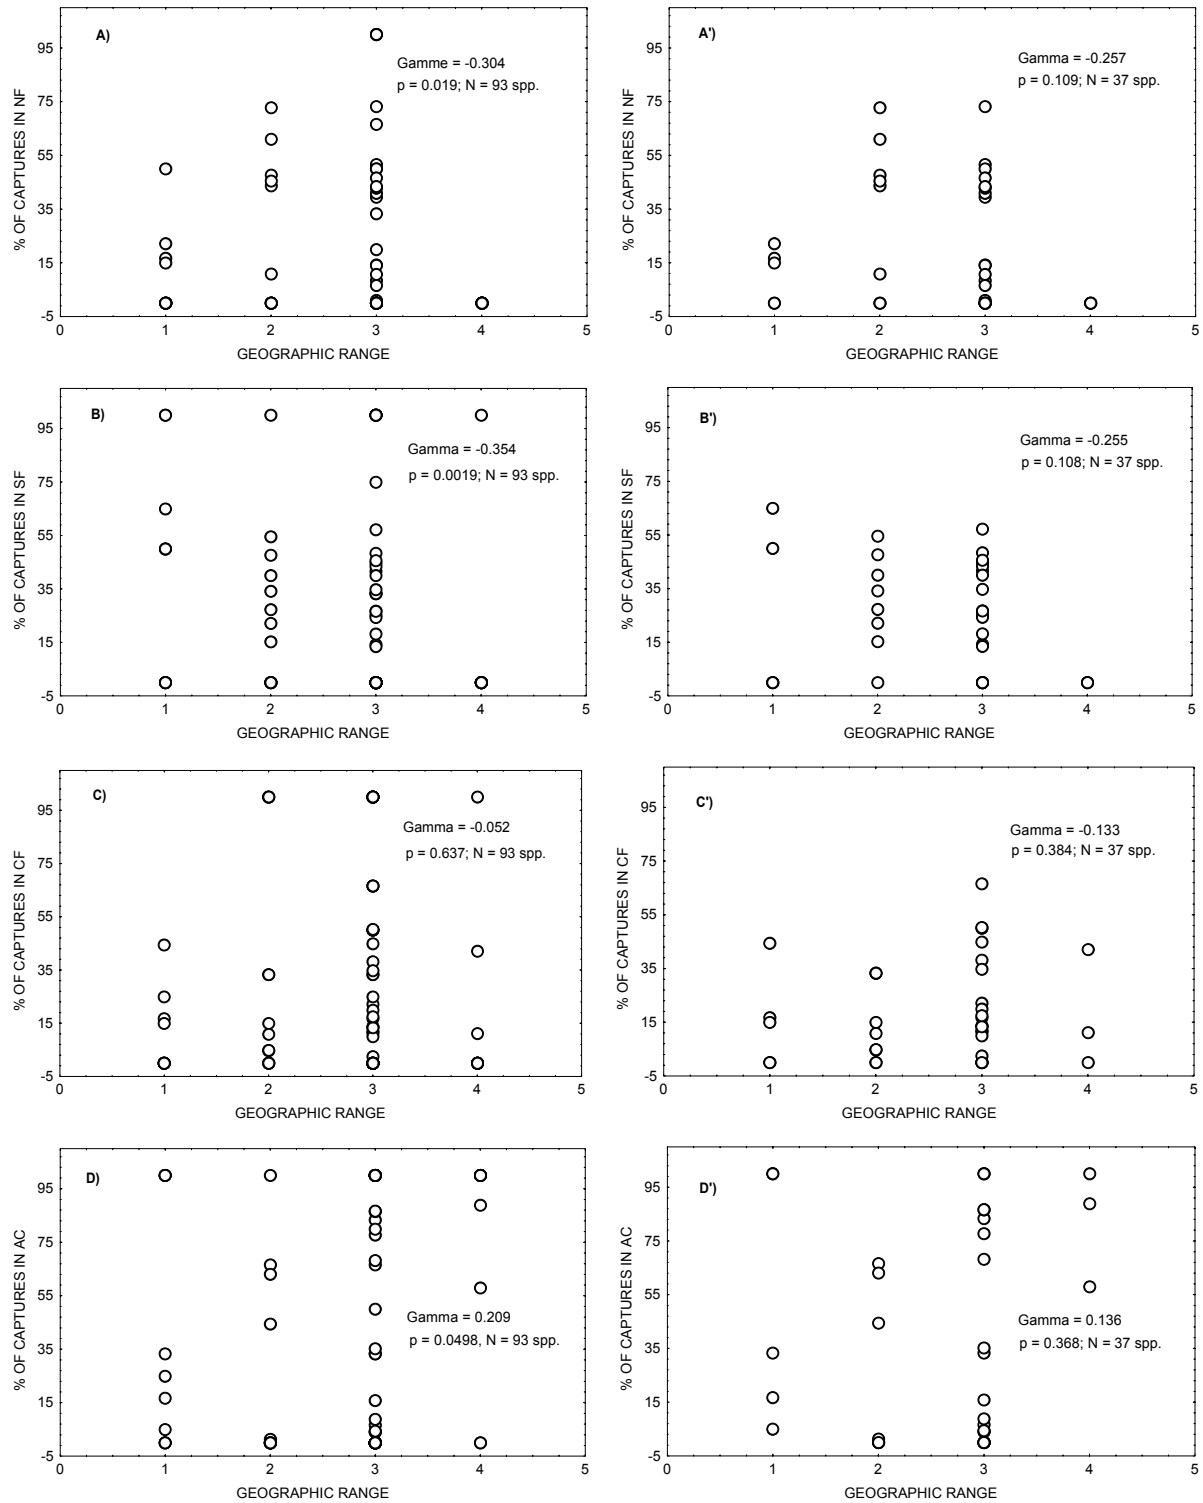 A)
Gamme = -0.304
p = 0.019; N = 93 spp.
% OF CAPTURES IN NF
95
75
55
35
15
-5
0 1 2 3 4 5
GEOGRAPHIC RANGE
A')
Gamma = -0.257
p = 0.109; N = 37 spp.
% OF CAPTURES IN NF
95
75
55
35
15
-5
0 1 2 3 4 5
GEOGRAPHIC RANGE
B)
Gamma = -0.354
p = 0.0019; N = 93 spp.
% OF CAPTURES IN SF
95
75
55
35
15
-5
0 1 2 3 4 5
GEOGRAPHIC RANGE
B')
Gamma = -0.255
p = 0.108; N = 37 spp.
% OF CAPTURES IN SF
95
75
55
35
15
-5
0 1 2 3 4 5
GEOGRAPHIC RANGE
C)
Gamma = -0.052
p = 0.637; N = 93 spp.
% OF CAPTURES IN CF
95
75
55
35
15
-5
0 1 2 3 4 5
GEOGRAPHIC RANGE
C')
Gamma = -0.133
p = 0.384; N = 37 spp.
% OF CAPTURES IN CF
95
75
55
35
15
-5
0 1 2 3 4 5
GEOGRAPHIC RANGE
D)
Gamma = 0.209
p = 0.0498, N = 93 spp.
% OF CAPTURES IN AC
95
75
55
35
15
-5
0 1 2 3 4 5
GEOGRAPHIC RANGE
D')
Gamma = 0.136
p = 0.368; N = 37 spp.
% OF CAPTURES IN AC
95
75
55
35
15
-5
0 1 2 3 4 5
GEOGRAPHIC RANGE